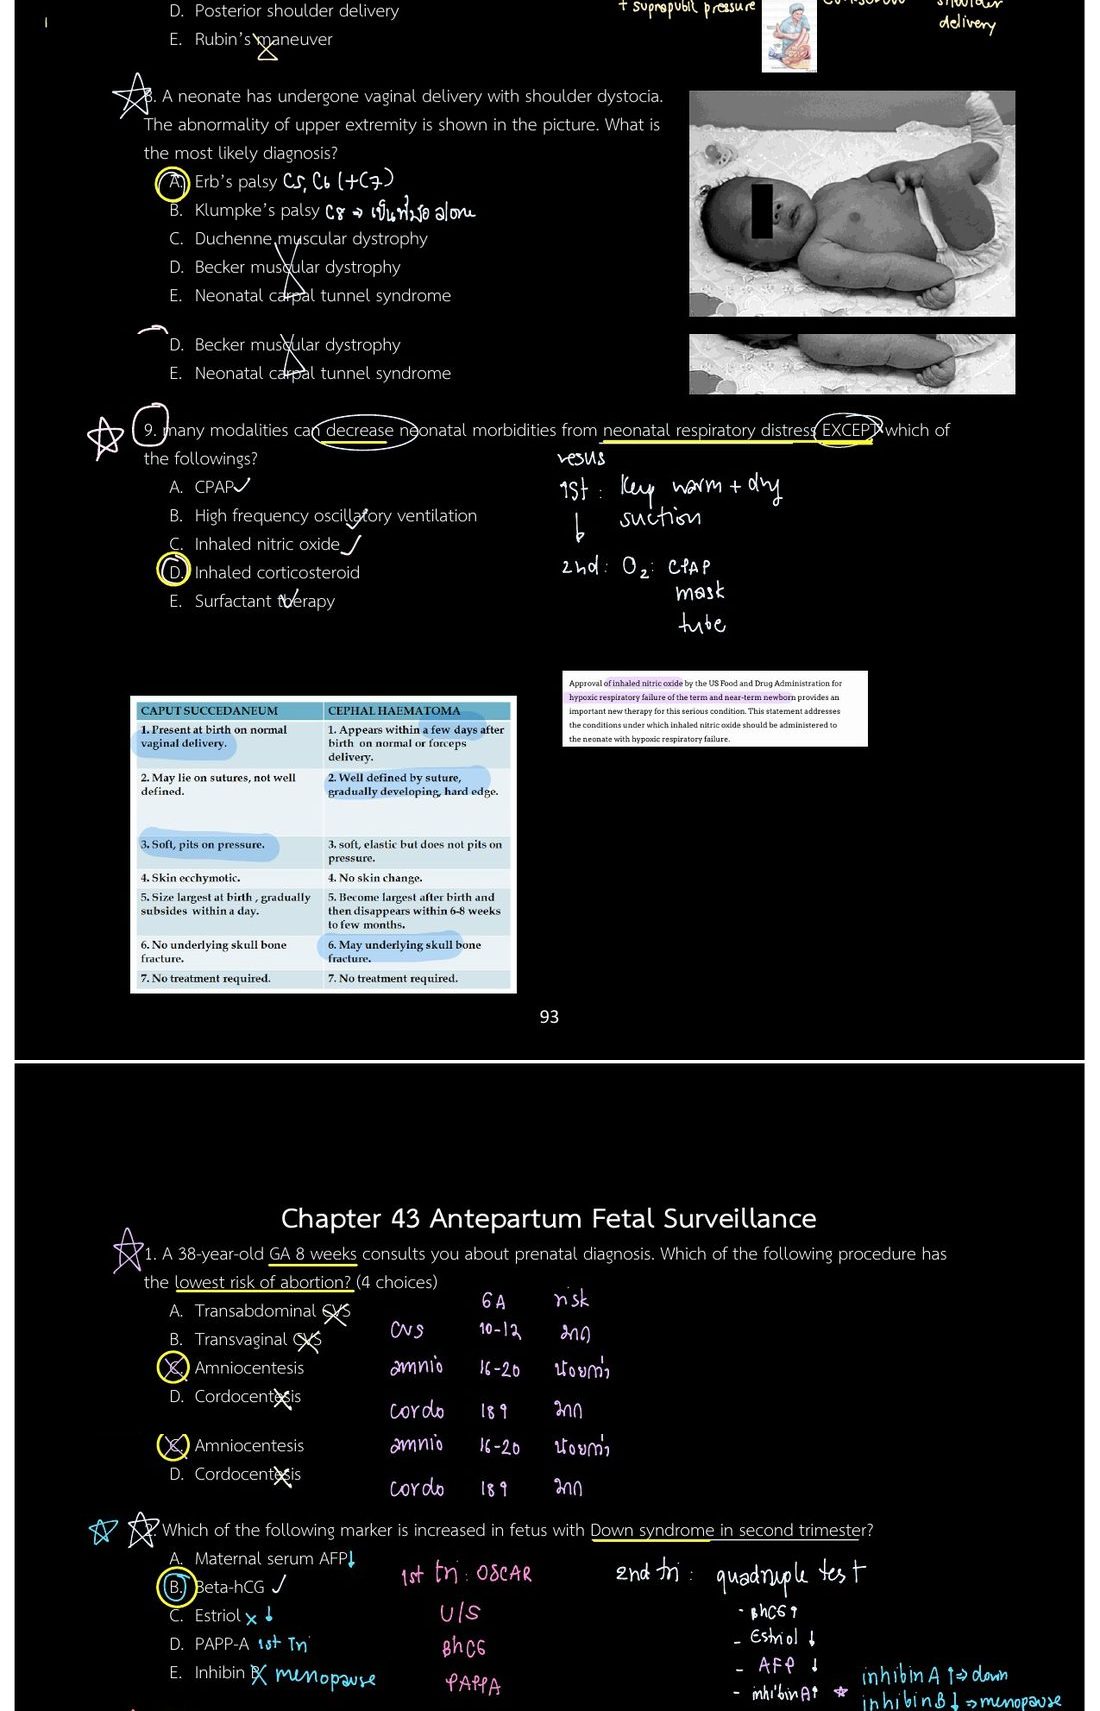 D. Posterior shoulder delivery
+ suprapubic pressure
delivery
E. Rubin's maneuver
8. A neonate has undergone vaginal delivery with shoulder dystocia.
The abnormality of upper extremity is shown in the picture. What is
the most likely diagnosis?
A. Erb's palsy C5, C6 (+C7)
B. Klumpke's palsy C8 → เป็นที่มือ alone
C. Duchenne muscular dystrophy
D. Becker muscular dystrophy
E. Neonatal carpal tunnel syndrome
D. Becker muscular dystrophy
E. Neonatal carpal tunnel syndrome
9. many modalities can decrease neonatal morbidities from neonatal respiratory distress EXCEPT which of
the followings?
A. CPAP
B. High frequency oscillatory ventilation
C. Inhaled nitric oxide
D. Inhaled corticosteroid
E. Surfactant therapy
resus
1st : keep warm + dry
suction
2nd : O2 : CPAP
mask
tube
Approval of inhaled nitric oxide by the US Food and Drug Administration for
hypoxic respiratory failure of the term and near-term newborn provides an
important new therapy for this serious condition. This statement addresses
the conditions under which inhaled nitric oxide should be administered to
the neonate with hypoxic respiratory failure.
CAPUT SUCCEDANEUM
CEPHAL HAEMATOMA
1. Present at birth on normal
vaginal delivery.
1. Appears within a few days after
birth on normal or forceps
delivery.
2. May lie on sutures, not well
defined.
2. Well defined by suture,
gradually developing, hard edge.
3. Soft, pits on pressure.
3. soft, elastic but does not pits on
pressure.
4. Skin ecchymotic.
4. No skin change.
5. Size largest at birth , gradually
subsides within a day.
5. Become largest after birth and
then disappears within 6-8 weeks
to few months.
6. No underlying skull bone
fracture.
6. May underlying skull bone
fracture.
7. No treatment required.
7. No treatment required.
93
Chapter 43 Antepartum Fetal Surveillance
1. A 38-year-old GA 8 weeks consults you about prenatal diagnosis. Which of the following procedure has
the lowest risk of abortion? (4 choices)
A. Transabdominal CVS
B. Transvaginal CVS
C. Amniocentesis
D. Cordocentesis
GA risk
CVS 10-12 มาก
amnio 16-20 น้อยกว่า
cordo 18 มาก
C. Amniocentesis
D. Cordocentesis
amnio 16-20 น้อยกว่า
cordo 18 มาก
2. Which of the following marker is increased in fetus with Down syndrome in second trimester?
A. Maternal serum AFP ↓
B. Beta-hCG ✓
C. Estriol x ↓
D. PAPP-A 1st Tri
E. Inhibin B menopause
1st tri : OSCAR
U/S
BhCG
PAPPA
2nd tri : quadruple test
- BhCG ↑
- Estriol ↓
- AFP ↓
- inhibin A ↑
inhibin A ↑ ⇒ down
inhibin B ↓ ⇒ menopause